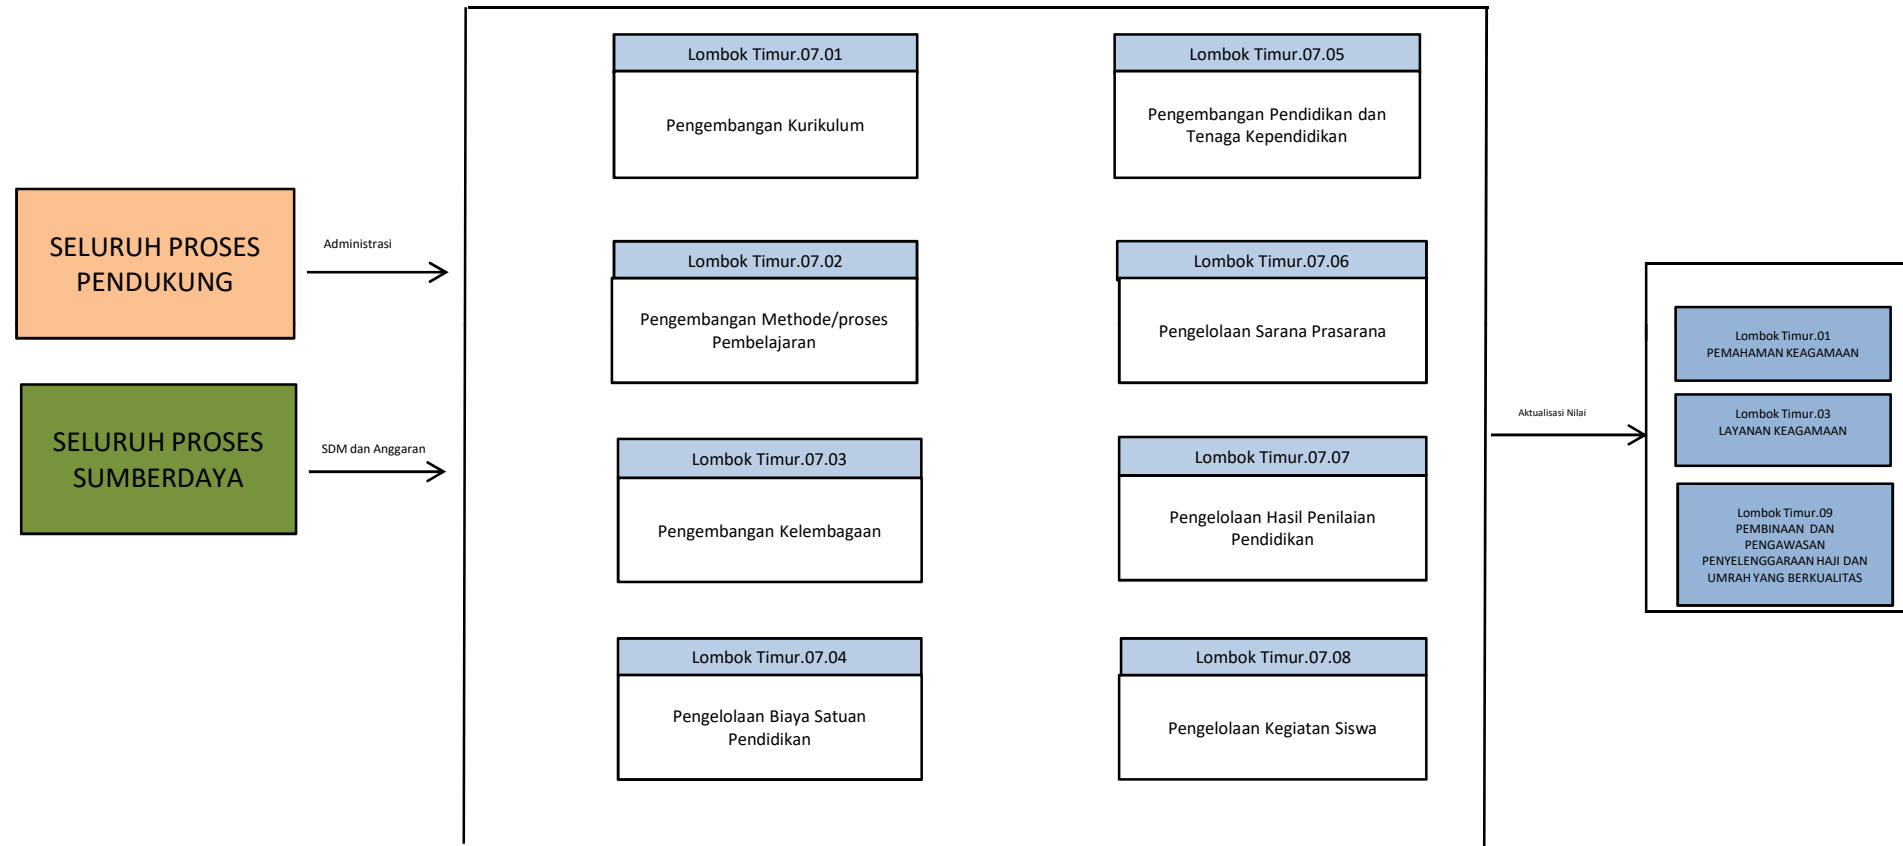 SELURUH PROSES
PENDUKUNG
Administrasi
SELURUH PROSES
SUMBERDAYA
SDM dan Anggaran
Lombok Timur.07.01
Pengembangan Kurikulum
Lombok Timur.07.02
Pengembangan Methode/proses
Pembelajaran
Lombok Timur.07.03
Pengembangan Kelembagaan
Lombok Timur.07.04
Pengelolaan Biaya Satuan
Pendidikan
Lombok Timur.07.05
Pengembangan Pendidikan dan
Tenaga Kependidikan
Lombok Timur.07.06
Pengelolaan Sarana Prasarana
Lombok Timur.07.07
Pengelolaan Hasil Penilaian
Pendidikan
Lombok Timur.07.08
Pengelolaan Kegiatan Siswa
Aktualisasi Nilai
Lombok Timur.01
PEMAHAMAN KEAGAMAAN
Lombok Timur.03
LAYANAN KEAGAMAAN
Lombok Timur.09
PEMBINAAN DAN
PENGAWASAN
PENYELENGGARAAN HAJI DAN
UMRAH YANG BERKUALITAS